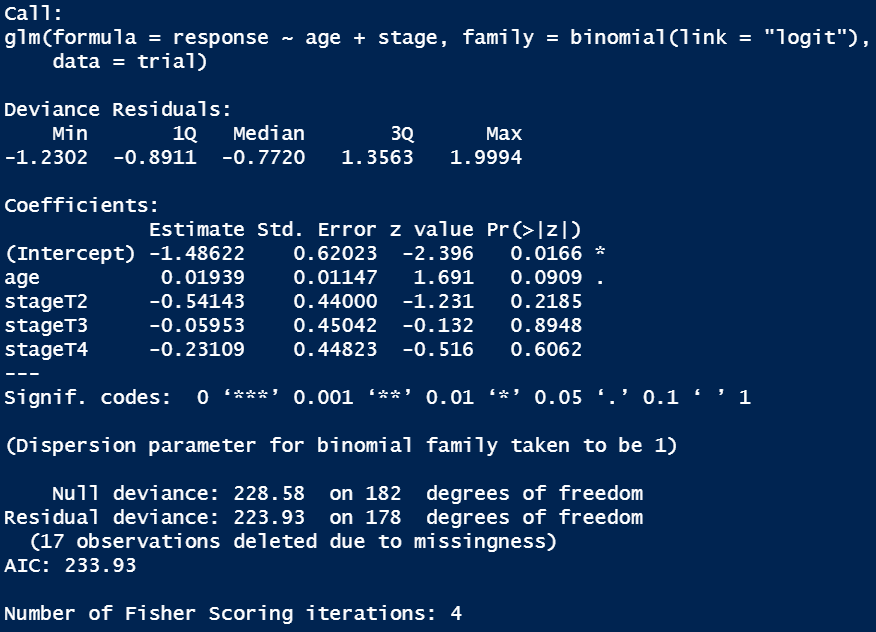 Call:
glm(formula = response ~ age + stage, family = binomial(link = "logit"),
    data = trial)

Deviance Residuals:
    Min       1Q   Median       3Q      Max
-1.2302  -0.8911  -0.7720   1.3563   1.9994

Coefficients:
            Estimate Std. Error z value Pr(>|z|)
(Intercept) -1.48622    0.62023  -2.396   0.0166 *
age          0.01939    0.01147   1.691   0.0909 .
stageT2     -0.54143    0.44000  -1.231   0.2185
stageT3     -0.05953    0.45042  -0.132   0.8948
stageT4     -0.23109    0.44823  -0.516   0.6062
---
Signif. codes:  0 ‘***’ 0.001 ‘**’ 0.01 ‘*’ 0.05 ‘.’ 0.1 ‘ ’ 1

(Dispersion parameter for binomial family taken to be 1)

    Null deviance: 228.58  on 182  degrees of freedom
Residual deviance: 223.93  on 178  degrees of freedom
  (17 observations deleted due to missingness)
AIC: 233.93

Number of Fisher Scoring iterations: 4